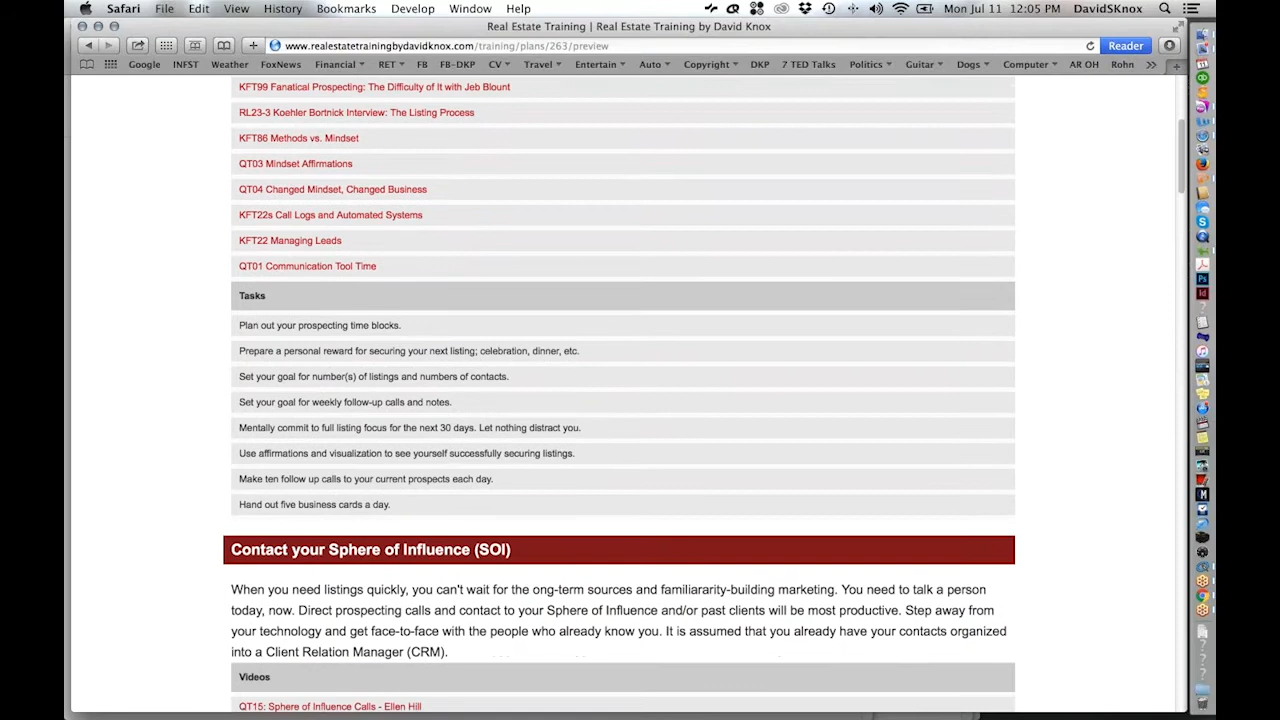 Safari File Edit View History Bookmarks Develop Window Help Mon Jul 11 12:05 PM DavidSKnox
Real Estate Training | Real Estate Training by David Knox
www.realestatetrainingbydavidknox.com/training/plans/263/preview Reader
Google INFST Weather FoxNews Financial RET FB FB-DKP CV Travel Entertain Auto Copyright DKP 7 TED Talks Politics Guitar Dogs Computer AR OH Rohn
KFT99 Fanatical Prospecting: The Difficulty of It with Jeb Blount
RL23-3 Koehler Bortnick Interview: The Listing Process
KFT86 Methods vs. Mindset
QT03 Mindset Affirmations
QT04 Changed Mindset, Changed Business
KFT22s Call Logs and Automated Systems
KFT22 Managing Leads
QT01 Communication Tool Time
Tasks
Plan out your prospecting time blocks.
Prepare a personal reward for securing your next listing; celebration, dinner, etc.
Set your goal for number(s) of listings and numbers of contacts.
Set your goal for weekly follow-up calls and notes.
Mentally commit to full listing focus for the next 30 days. Let nothing distract you.
Use affirmations and visualization to see yourself successfully securing listings.
Make ten follow up calls to your current prospects each day.
Hand out five business cards a day.
Contact your Sphere of Influence (SOI)
When you need listings quickly, you can't wait for the ong-term sources and familiararity-building marketing. You need to talk a person
today, now. Direct prospecting calls and contact to your Sphere of Influence and/or past clients will be most productive. Step away from
your technology and get face-to-face with the people who already know you. It is assumed that you already have your contacts organized
into a Client Relation Manager (CRM).
Videos
QT15: Sphere of Influence Calls - Ellen Hill